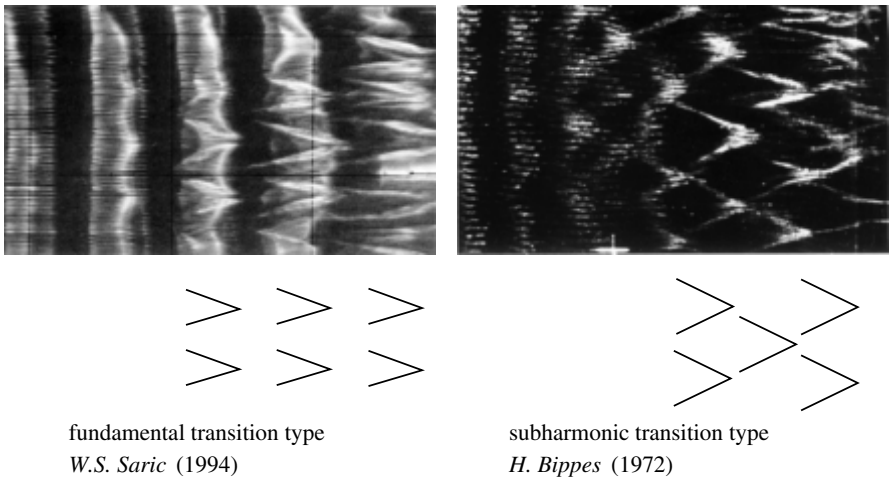 fundamental transition type
W.S. Saric (1994)
subharmonic transition type
H. Bippes (1972)